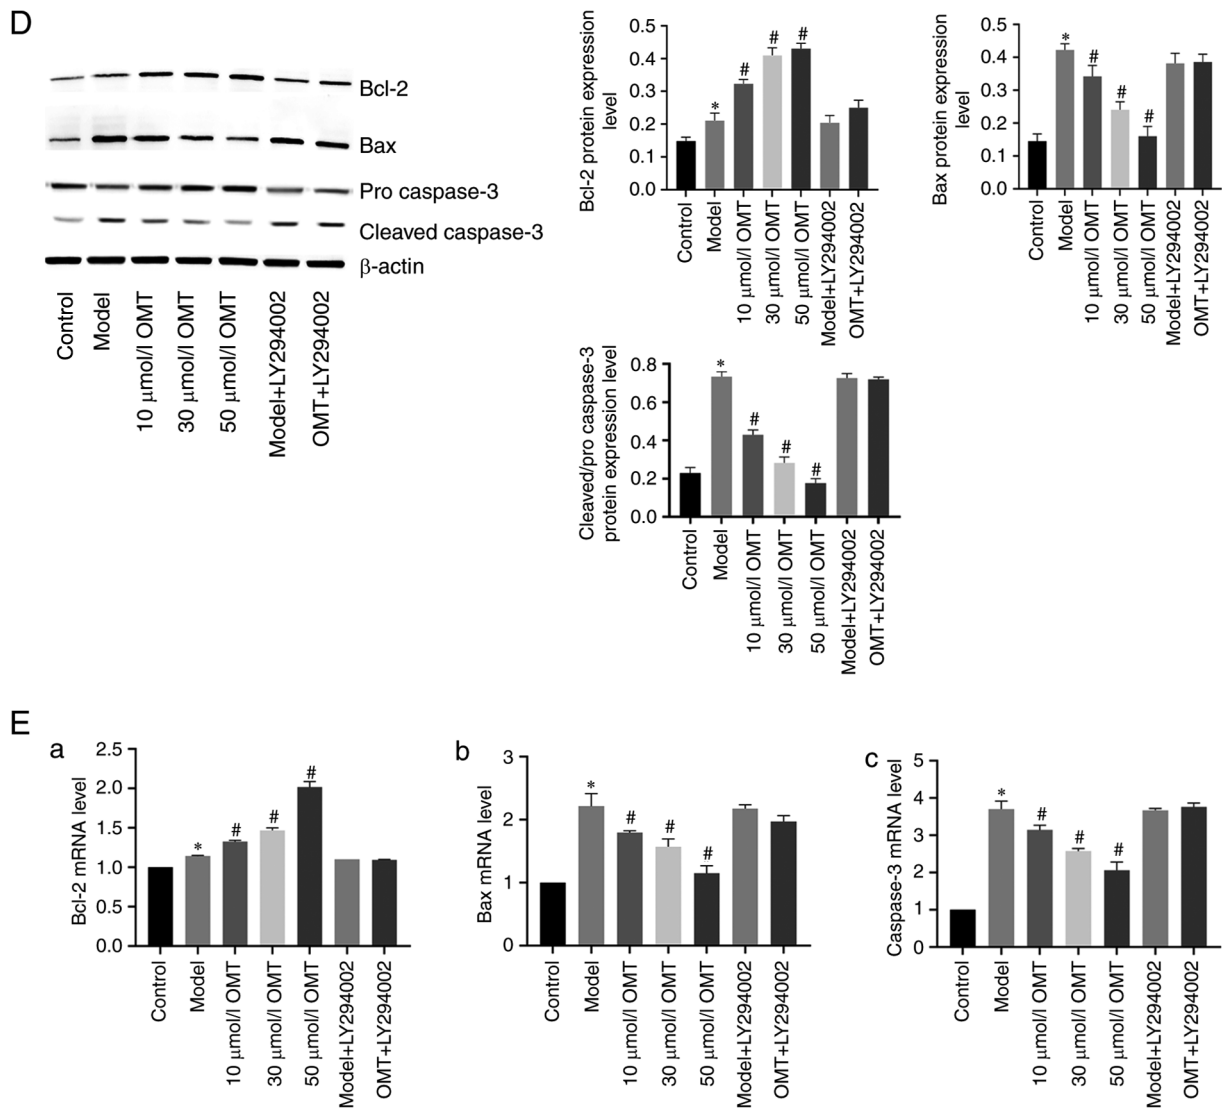 D
Bcl-2
Bax
Pro caspase-3
Cleaved caspase-3
β-actin
Control
Model
10 μmol/l OMT
30 μmol/l OMT
50 μmol/l OMT
Model+LY294002
OMT+LY294002
Bcl-2 protein expression
level
0.5
0.4
0.3
0.2
0.1
0.0
*
#
#
#
Control
Model
10 μmol/l OMT
30 μmol/l OMT
50 μmol/l OMT
Model+LY294002
OMT+LY294002
Bax protein expression
level
0.5
0.4
0.3
0.2
0.1
0.0
*
#
#
#
Control
Model
10 μmol/l OMT
30 μmol/l OMT
50 μmol/l OMT
Model+LY294002
OMT+LY294002
Cleaved/pro caspase-3
protein expression level
0.8
0.6
0.4
0.2
0.0
*
#
#
#
Control
Model
10 μmol/l OMT
30 μmol/l OMT
50 μmol/l OMT
Model+LY294002
OMT+LY294002
E
a
Bcl-2 mRNA level
2.5
2.0
1.5
1.0
0.5
0.0
*
#
#
#
Control
Model
10 μmol/l OMT
30 μmol/l OMT
50 μmol/l OMT
Model+LY294002
OMT+LY294002
b
Bax mRNA level
3
2
1
0
*
#
#
#
Control
Model
10 μmol/l OMT
30 μmol/l OMT
50 μmol/l OMT
Model+LY294002
OMT+LY294002
c
Caspase-3 mRNA level
5
4
3
2
1
0
*
#
#
#
Control
Model
10 μmol/l OMT
30 μmol/l OMT
50 μmol/l OMT
Model+LY294002
OMT+LY294002